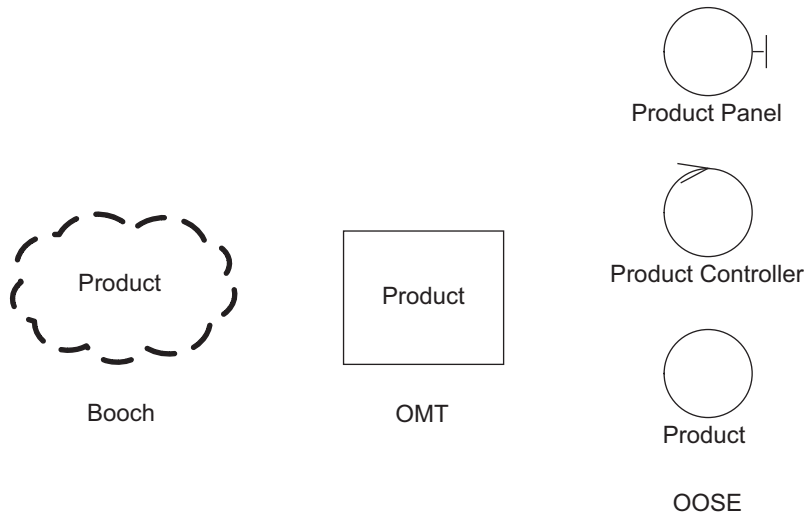 Product
Booch
Product
OMT
Product Panel
Product Controller
Product
OOSE